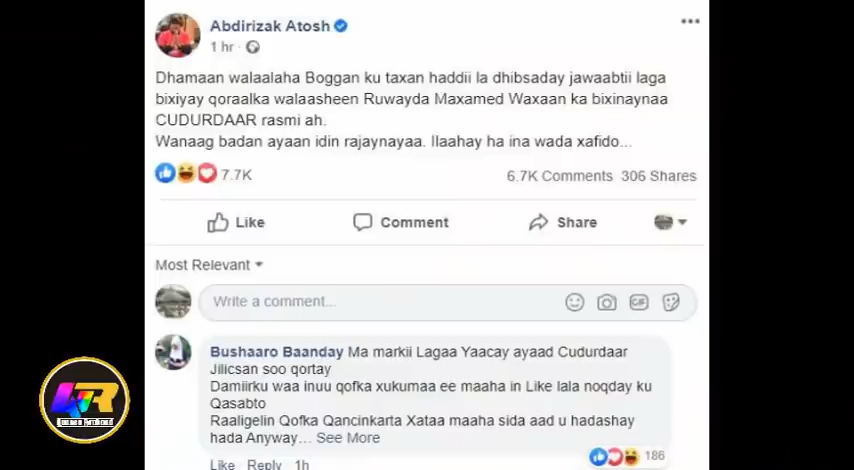 Abdirizak Atosh
1 hr ·
Dhamaan walaalaha Boggan ku taxan haddii la dhibsaday jawaabtii laga
bixiyay qoraalka walaasheen Ruwayda Maxamed Waxaan ka bixinaynaa
CUDURDAAR rasmi ah.
Wanaag badan ayaan idin rajaynayaa. Ilaahay ha ina wada xafido...
7.7K
6.7K Comments 306 Shares
Like Comment Share
Most Relevant
Write a comment...
GIF
Bushaaro Baanday Ma markii Lagaa Yaacay ayaad Cudurdaar
Jilicsan soo qortay
Damiirku waa inuu qofka xukumaa ee maaha in Like lala noqday ku
Qasabto
Raaligelin Qofka Qancinkarta Xataa maaha sida aad u hadashay
hada Anyway... See More
186
Like Reply 1h